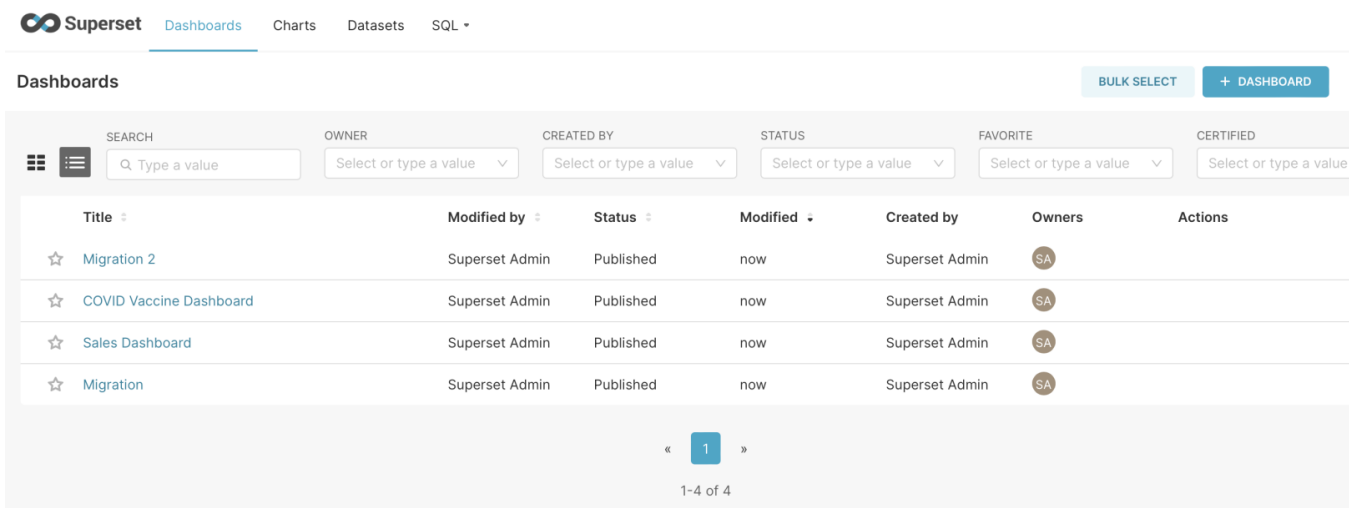 Superset Dashboards Charts Datasets SQL
Dashboards
BULK SELECT + DASHBOARD
SEARCH OWNER CREATED BY STATUS FAVORITE CERTIFIED
Type a value Select or type a value Select or type a value Select or type a value Select or type a value Select or type a value
Title Modified by Status Modified Created by Owners Actions
Migration 2 Superset Admin Published now Superset Admin SA
COVID Vaccine Dashboard Superset Admin Published now Superset Admin SA
Sales Dashboard Superset Admin Published now Superset Admin SA
Migration Superset Admin Published now Superset Admin SA
« 1 »
1-4 of 4